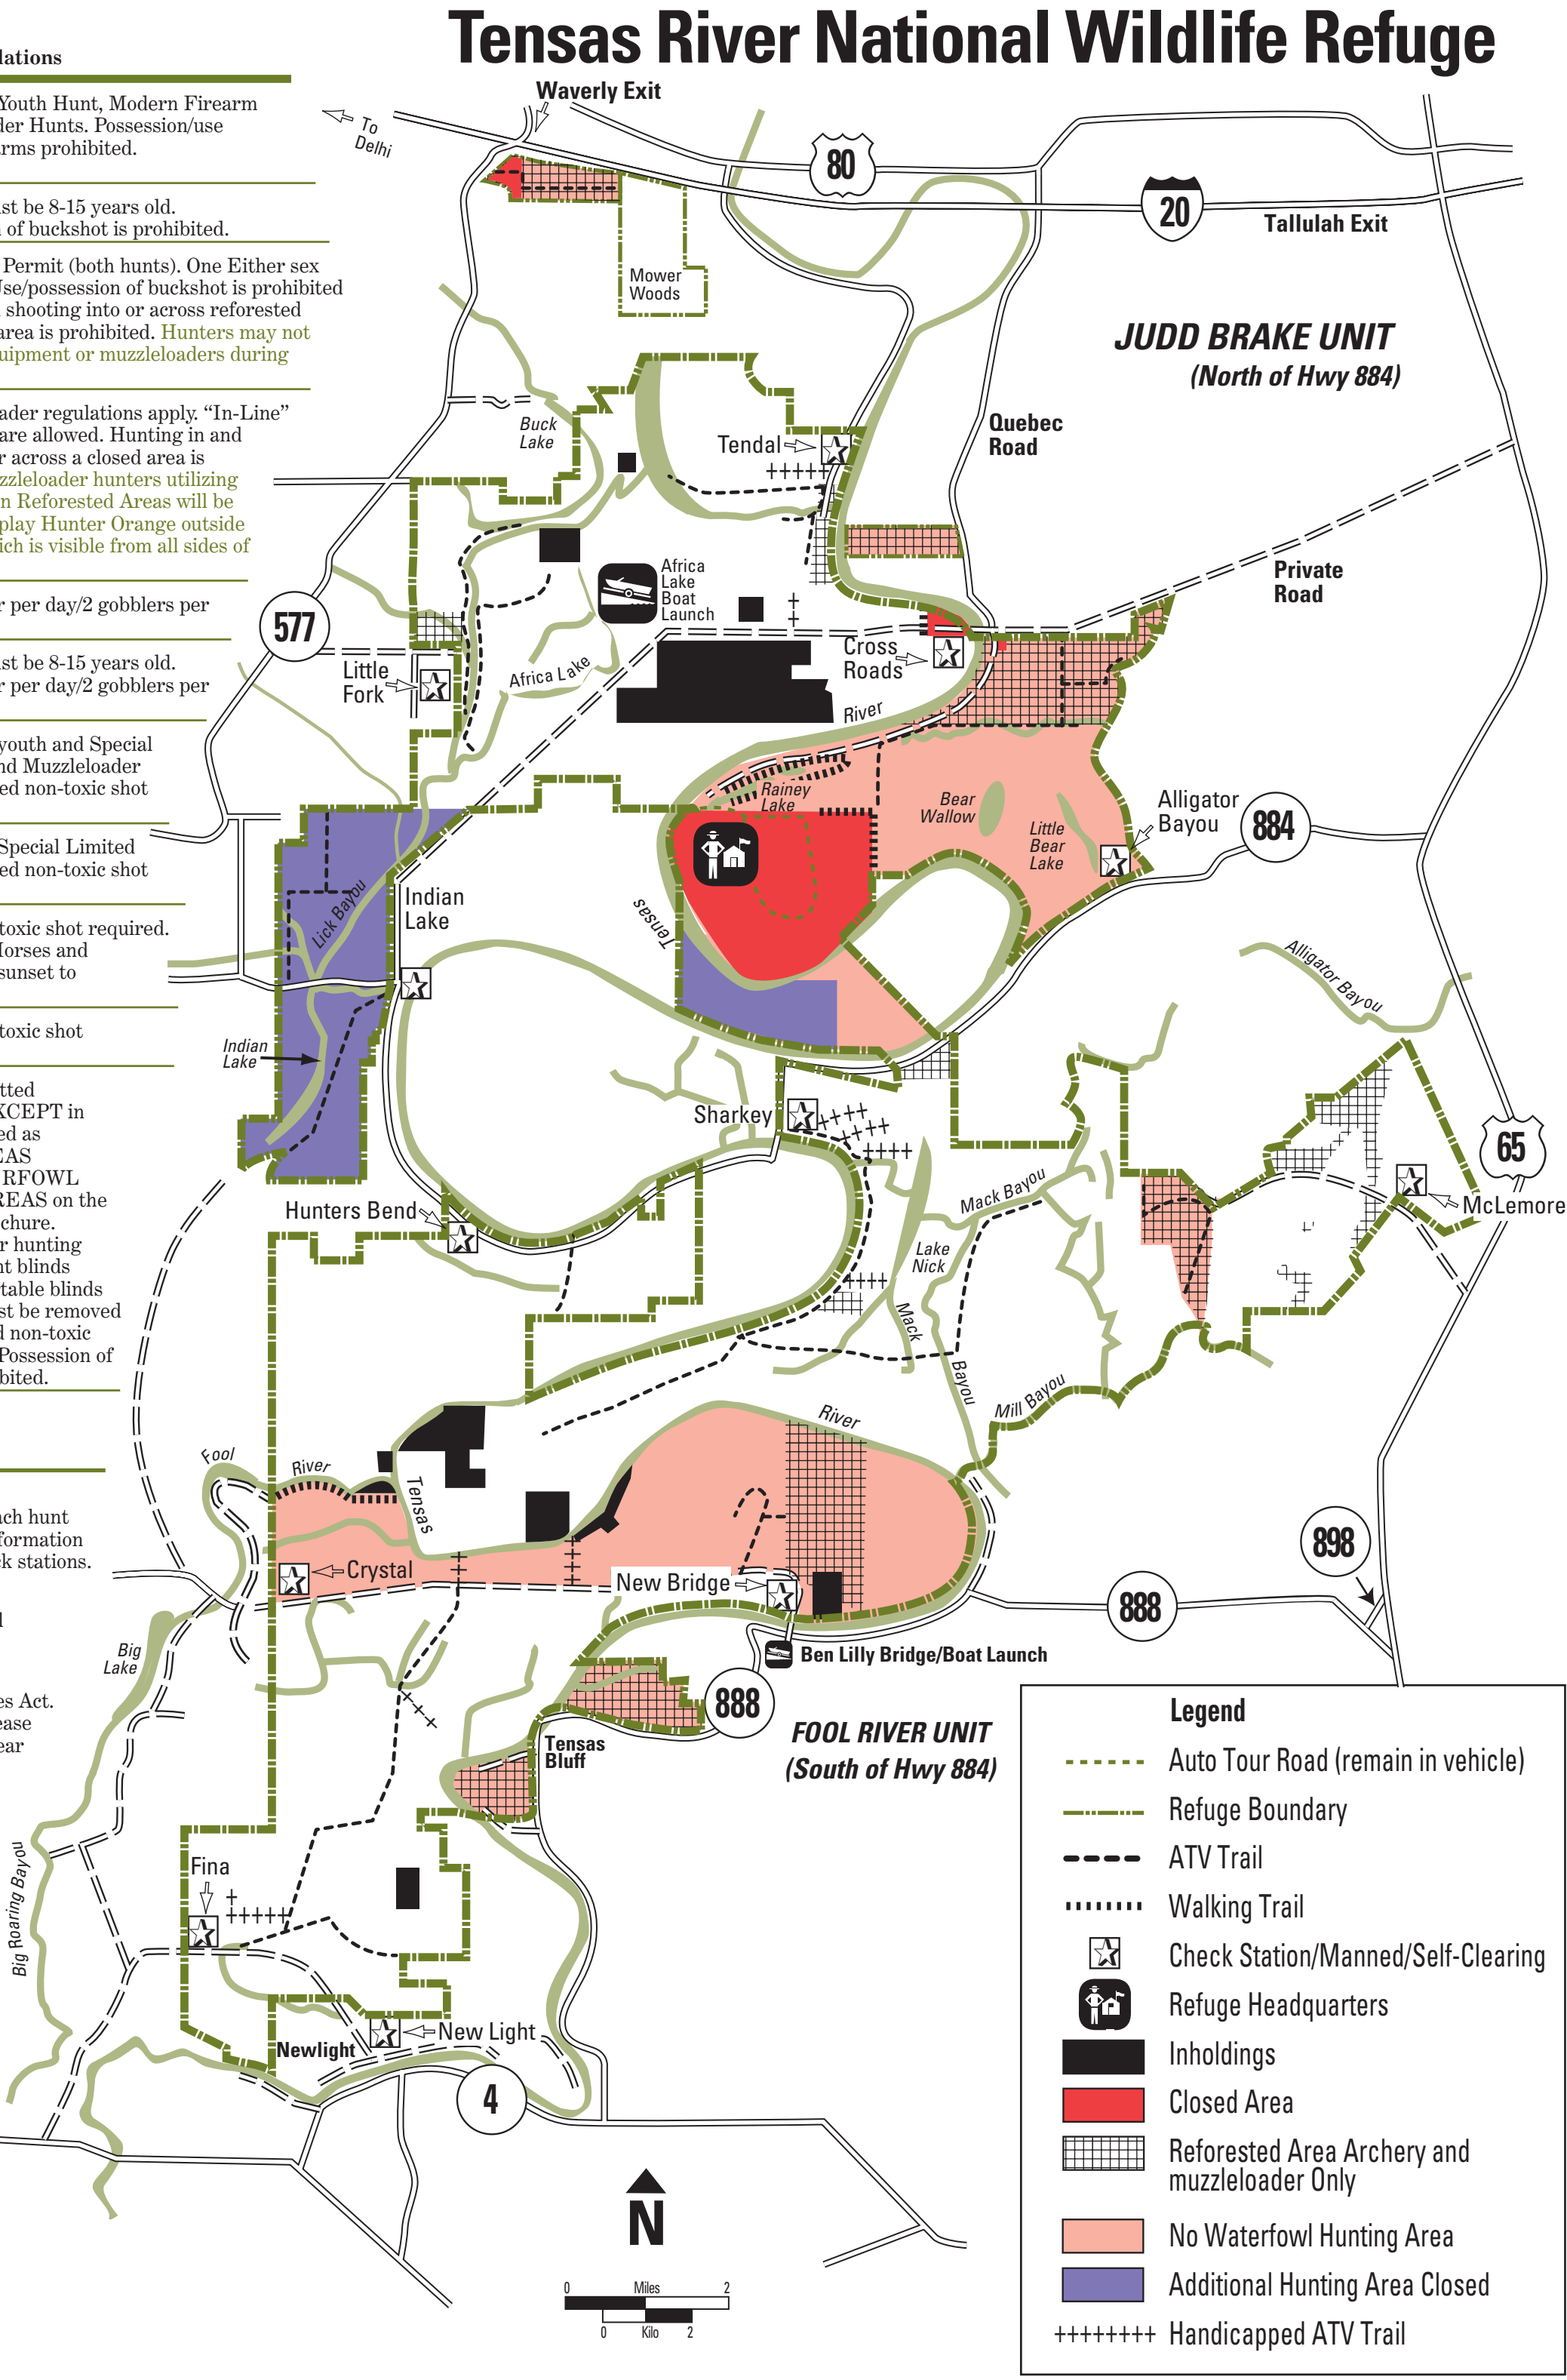 Tensas River National Wildlife Refuge
lations
Youth Hunt, Modern Firearm
der Hunts. Possession/use
arms prohibited.
ust be 8-15 years old.
n of buckshot is prohibited.
Permit (both hunts). One Either sex
Use/possession of buckshot is prohibited
shooting into or across reforested
area is prohibited. Hunters may not
quipment or muzzleloaders during
ader regulations apply. “In-Line”
are allowed. Hunting in and
r across a closed area is
zzleloader hunters utilizing
n Reforested Areas will be
play Hunter Orange outside
ich is visible from all sides of
r per day/2 gobblers per
ust be 8-15 years old.
r per day/2 gobblers per
youth and Special
nd Muzzleloader
ed non-toxic shot
Special Limited
ed non-toxic shot
toxic shot required.
Horses and
sunset to
toxic shot
tted
XCEPT in
ed as
EAS
RFOWL
REAS on the
chure.
r hunting
nt blinds
table blinds
st be removed
d non-toxic
Possession of
bited.
ach hunt
formation
ck stations.
d
es Act.
ease
ear
Waverly Exit
To
Delhi
80
20
Tallulah Exit
Mower
Woods
JUDD BRAKE UNIT
(North of Hwy 884)
Buck
Lake
Tendal
Quebec
Road
Private
Road
Africa
Lake
Boat
Launch
577
Little
Fork
Africa Lake
Cross
Roads
River
Rainey
Lake
Bear
Wallow
Little
Bear
Lake
Alligator
Bayou
884
Tensas
Lick Bayou
Indian
Lake
Alligator Bayou
Indian
Lake
Sharkey
65
McLemore
Hunters Bend
Mack Bayou
Lake
Nick
Mack
Bayou
Mill Bayou
River
Fool
River
Tensas
Crystal
New Bridge
898
888
Ben Lilly Bridge/Boat Launch
Big
Lake
888
FOOL RIVER UNIT
(South of Hwy 884)
Tensas
Bluff
Big Roaring Bayou
Fina
New Light
Newlight
4
N
0 Miles 2
0 Kilo 2
Legend
Auto Tour Road (remain in vehicle)
Refuge Boundary
ATV Trail
Walking Trail
Check Station/Manned/Self-Clearing
Refuge Headquarters
Inholdings
Closed Area
Reforested Area Archery and
muzzleloader Only
No Waterfowl Hunting Area
Additional Hunting Area Closed
Handicapped ATV Trail